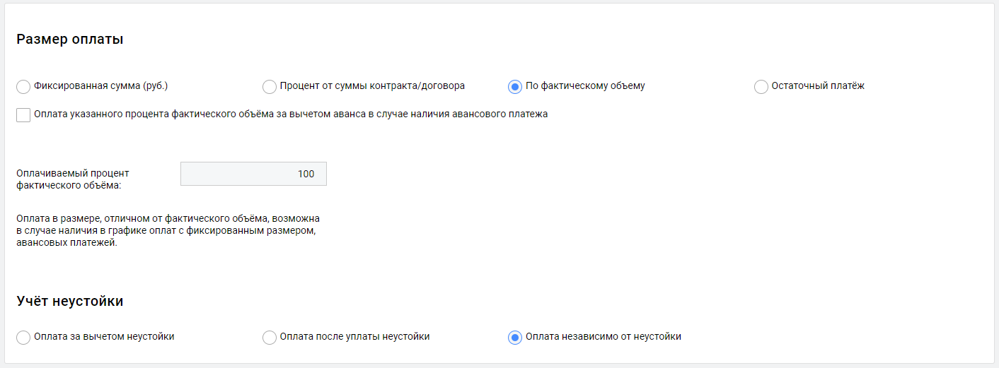 Размер оплаты
Фиксированная сумма (руб.)
Процент от суммы контракта/договора
По фактическому объему
Остаточный платёж
Оплата указанного процента фактического объёма за вычетом аванса в случае наличия авансового платежа
Оплачиваемый процент
фактического объёма:
100
Оплата в размере, отличном от фактического объёма, возможна
в случае наличия в графике оплат с фиксированным размером,
авансовых платежей.
Учёт неустойки
Оплата за вычетом неустойки
Оплата после уплаты неустойки
Оплата независимо от неустойки